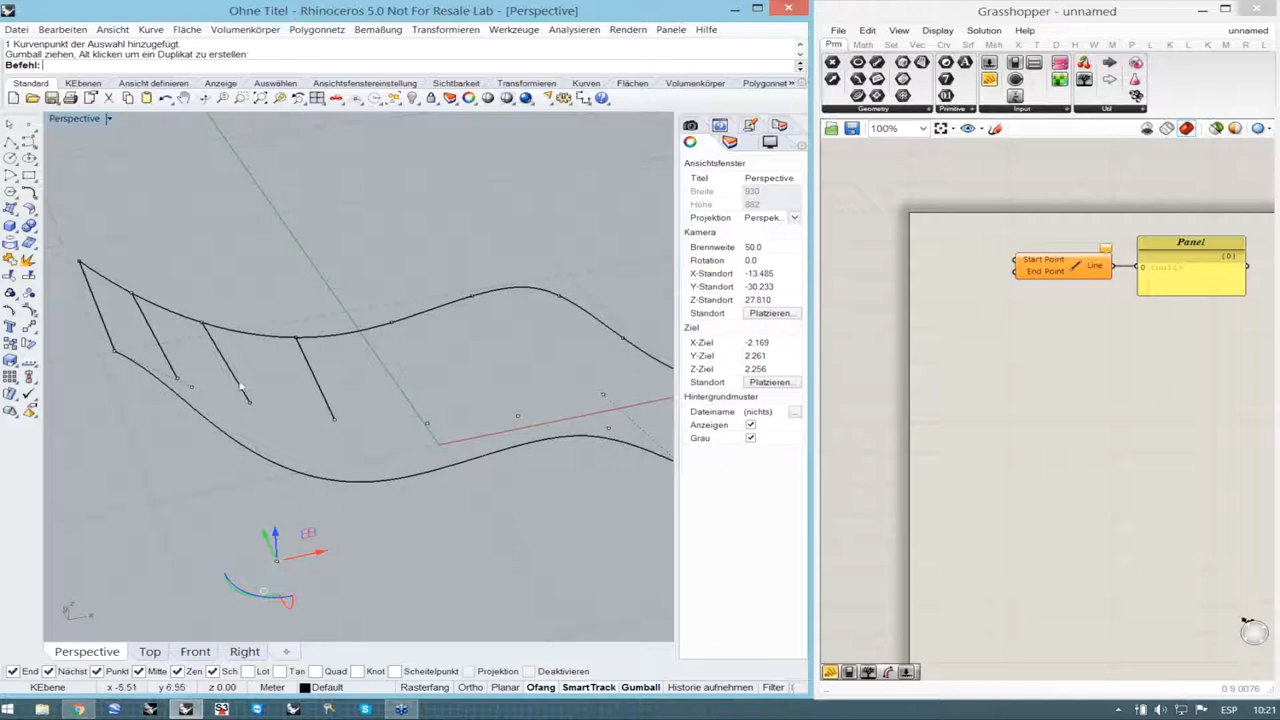 Ohne Titel - Rhinoceros 5.0 Not For Resale Lab - [Perspective]
Datei Bearbeiten Ansicht Kurve Fläche Volumenkörper Polygonnetz Bemaßung Transformieren Werkzeuge Analysieren Rendern Panele Hilfe
1 Kurvenpunkt der Auswahl hinzugefügt.
Gumball ziehen, Alt klicken um ein Duplikat zu erstellen:
Befehl:
Standard KEbene Ansicht definieren Anzeige Auswählen Ansichtsfenster Sichtbarkeit Transformieren Kurven Flächen Volumenkörper Polygonnet »
Perspective
Ansichtsfenster
Titel Perspective
Breite 930
Höhe 882
Projektion Perspek...
Kamera
Brennweite 50.0
Rotation 0.0
X-Standort -13.485
Y-Standort -30.233
Z-Standort 27.810
Standort Platzieren...
Ziel
X-Ziel -2.169
Y-Ziel 2.261
Z-Ziel 2.256
Standort Platzieren...
Hintergrundmuster
Dateiname (nichts) ...
Anzeigen
Grau
z
x
Perspective Top Front Right
End Nächst Punkt Mitte Zen Sch Lot Tan Quad Knot Scheitelpunkt Projektion Deaktivieren
KEbene x -5.51 y 6.55 z 0.00 Meter Default Rasterfang Ortho Planar Ofang SmartTrack Gumball Historie aufnehmen Filter
Grasshopper - unnamed
File Edit View Display Solution Help unnamed
Prm Math Set Vec Crv Srf Msh X T D K E B W M W M L K S K P W T
Geometry Primitive Input Util
100%
Start Point
End Point
Line
Panel
{0}
0 <null>
...
0.9.0076
ESP 10:21